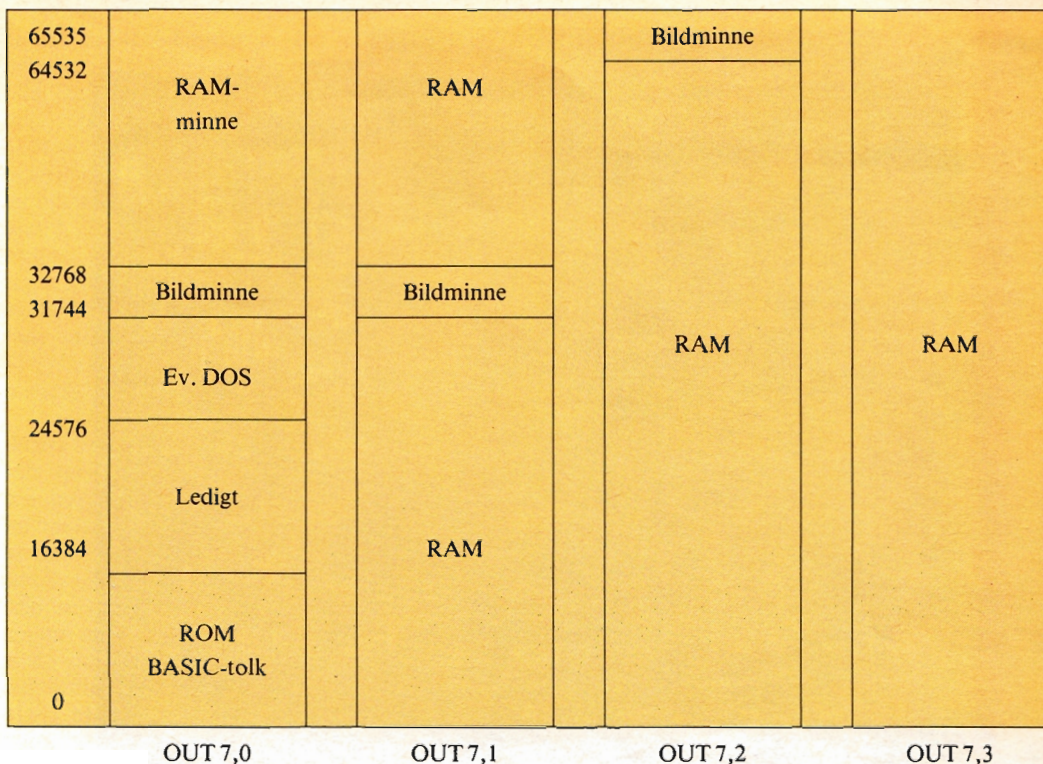 65535
64532
32768
31744
24576
16384
0
RAM-
minne
Bildminne
Ev. DOS
Ledigt
ROM
BASIC-tolk
OUT 7,0
RAM
Bildminne
RAM
OUT 7,1
Bildminne
RAM
OUT 7,2
RAM
OUT 7,3